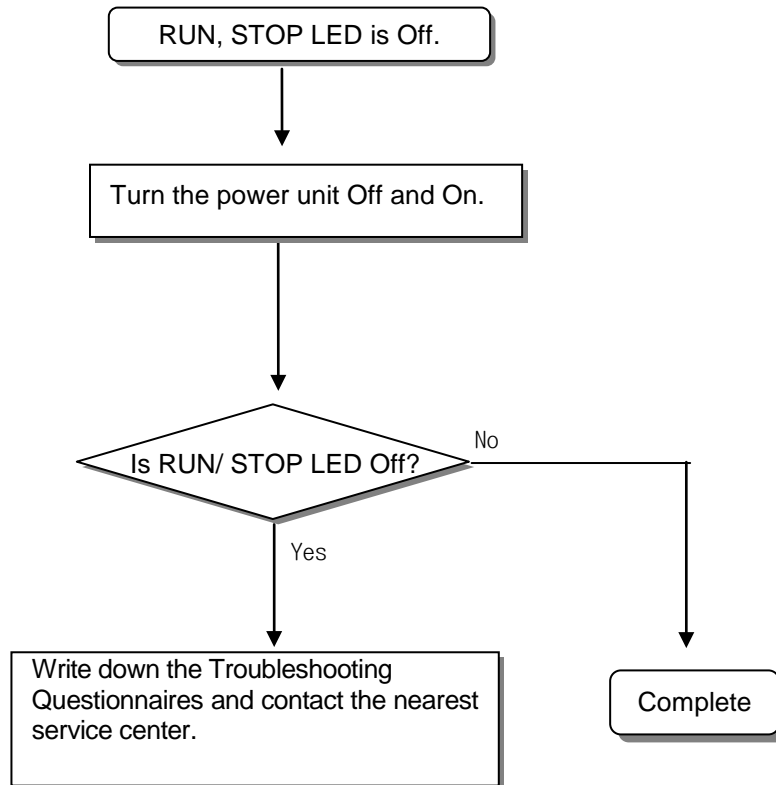 RUN, STOP LED is Off.
Turn the power unit Off and On.
Is RUN/ STOP LED Off?
No
Yes
Write down the Troubleshooting
Questionnaires and contact the nearest
service center.
Complete